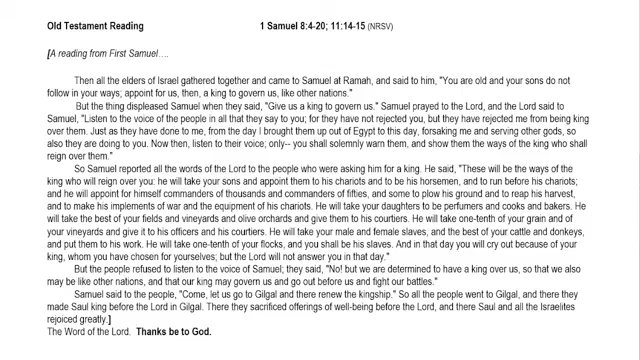 Old Testament Reading 1 Samuel 8:4-20; 11:14-15 (NRSV)
[A reading from First Samuel….
Then all the elders of Israel gathered together and came to Samuel at Ramah, and said to him, "You are old and your sons do not
follow in your ways; appoint for us, then, a king to govern us, like other nations."
But the thing displeased Samuel when they said, "Give us a king to govern us." Samuel prayed to the Lord, and the Lord said to
Samuel, "Listen to the voice of the people in all that they say to you; for they have not rejected you, but they have rejected me from being king
over them. Just as they have done to me, from the day I brought them up out of Egypt to this day, forsaking me and serving other gods, so
also they are doing to you. Now then, listen to their voice; only-- you shall solemnly warn them, and show them the ways of the king who shall
reign over them."
So Samuel reported all the words of the Lord to the people who were asking him for a king. He said, "These will be the ways of the
king who will reign over you: he will take your sons and appoint them to his chariots and to be his horsemen, and to run before his chariots;
and he will appoint for himself commanders of thousands and commanders of fifties, and some to plow his ground and to reap his harvest,
and to make his implements of war and the equipment of his chariots. He will take your daughters to be perfumers and cooks and bakers. He
will take the best of your fields and vineyards and olive orchards and give them to his courtiers. He will take one-tenth of your grain and of
your vineyards and give it to his officers and his courtiers. He will take your male and female slaves, and the best of your cattle and donkeys,
and put them to his work. He will take one-tenth of your flocks, and you shall be his slaves. And in that day you will cry out because of your
king, whom you have chosen for yourselves; but the Lord will not answer you in that day."
But the people refused to listen to the voice of Samuel; they said, "No! but we are determined to have a king over us, so that we also
may be like other nations, and that our king may govern us and go out before us and fight our battles."
Samuel said to the people, "Come, let us go to Gilgal and there renew the kingship." So all the people went to Gilgal, and there they
made Saul king before the Lord in Gilgal. There they sacrificed offerings of well-being before the Lord, and there Saul and all the Israelites
rejoiced greatly.]
The Word of the Lord. Thanks be to God.